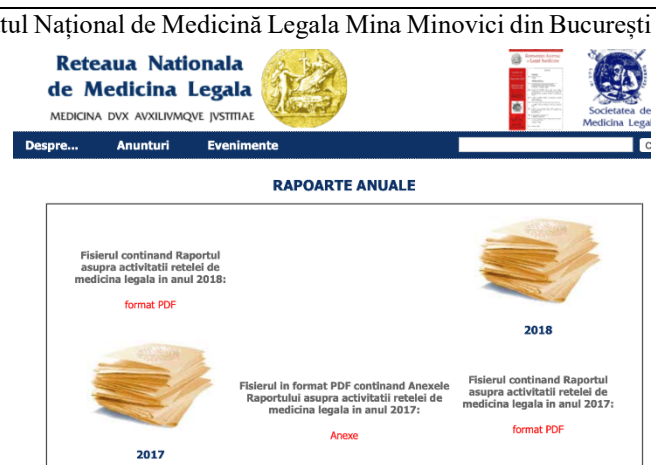 tul Național de Medicină Legala Mina Minovici din București
Reteaua Nationala
de Medicina Legala
MEDICINA DVX AVXILIVMQVE JVSTITIAE
Societatea de
Medicina Legal
Despre... Anunturi Evenimente
RAPOARTE ANUALE
Fisierul continand Raportul
asupra activitatii retelei de
medicina legala in anul 2018:
format PDF
2018
2017
Fisierul in format PDF continand Anexele
Raportului asupra activitatii retelei de
medicina legala in anul 2017:
Anexe
Fisierul continand Raportul
asupra activitatii retelei de
medicina legala in anul 2017:
format PDF